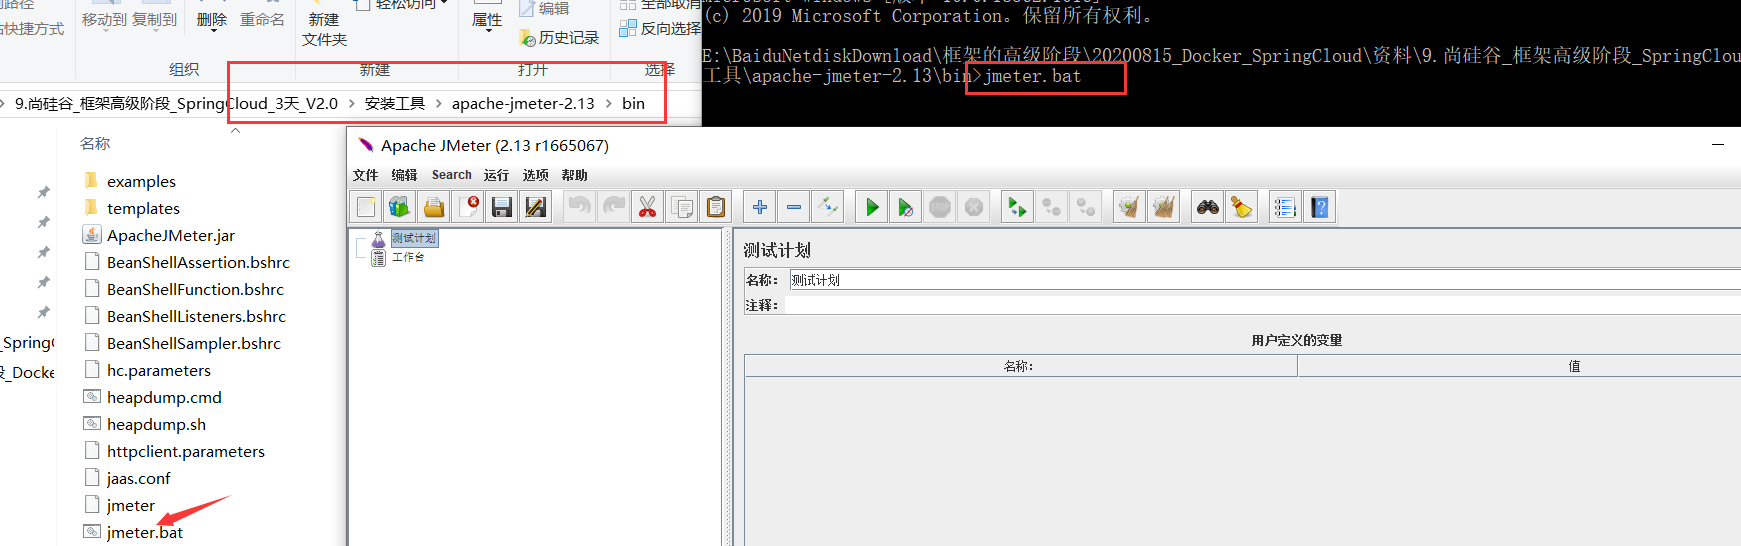 移动到 复制到 删除 重命名
新建
文件夹
轻松访问
属性
编辑
历史记录
全部取消
反向选择
快捷方式
组织
新建
打开
选择
9.尚硅谷_框架高级阶段_SpringCloud_3天_V2.0 > 安装工具 > apache-jmeter-2.13 > bin
名称
examples
templates
ApacheJMeter.jar
BeanShellAssertion.bshrc
BeanShellFunction.bshrc
BeanShellListeners.bshrc
BeanShellSampler.bshrc
hc.parameters
heapdump.cmd
heapdump.sh
httpclient.parameters
jaas.conf
jmeter
jmeter.bat
_Spring
_Docke
(c) 2019 Microsoft Corporation。保留所有权利。
E:\BaiduNetdiskDownload\框架的高级阶段\20200815_Docker_SpringCloud\资料\9.尚硅谷_框架高级阶段_SpringClou
工具\apache-jmeter-2.13\bin>jmeter.bat
Apache JMeter (2.13 r1665067)
文件 编辑 Search 运行 选项 帮助
测试计划
工作台
测试计划
名称： 测试计划
注释：
用户定义的变量
名称： 值